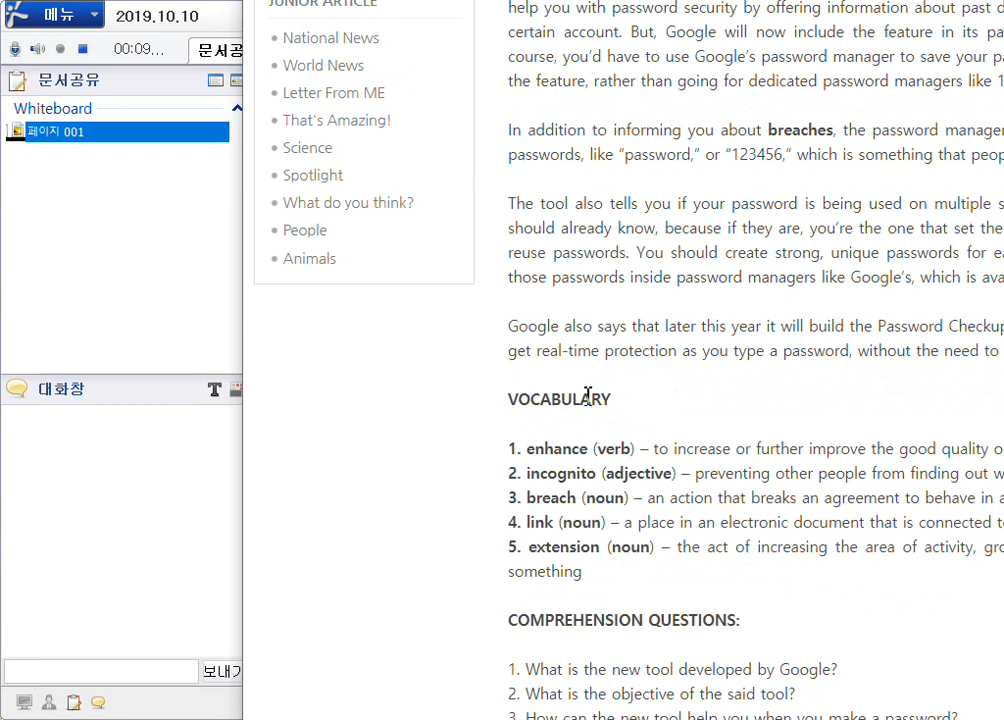 메뉴 2019.10.10
00:09... 문서공
문서공유
Whiteboard
페이지 001
대화창
보내기
JUNIOR ARTICLE
National News
World News
Letter From ME
That's Amazing!
Science
Spotlight
What do you think?
People
Animals
help you with password security by offering information about past d
certain account. But, Google will now include the feature in its pa
course, you'd have to use Google's password manager to save your pa
the feature, rather than going for dedicated password managers like 1
In addition to informing you about breaches, the password manager
passwords, like “password,” or “123456,” which is something that peop
The tool also tells you if your password is being used on multiple s
should already know, because if they are, you're the one that set the
reuse passwords. You should create strong, unique passwords for ea
those passwords inside password managers like Google's, which is ava
Google also says that later this year it will build the Password Checkup
get real-time protection as you type a password, without the need to
VOCABULARY
1. enhance (verb) – to increase or further improve the good quality o
2. incognito (adjective) – preventing other people from finding out w
3. breach (noun) – an action that breaks an agreement to behave in a
4. link (noun) – a place in an electronic document that is connected to
5. extension (noun) – the act of increasing the area of activity, gro
something
COMPREHENSION QUESTIONS:
1. What is the new tool developed by Google?
2. What is the objective of the said tool?
3. How can the new tool help you when you make a password?